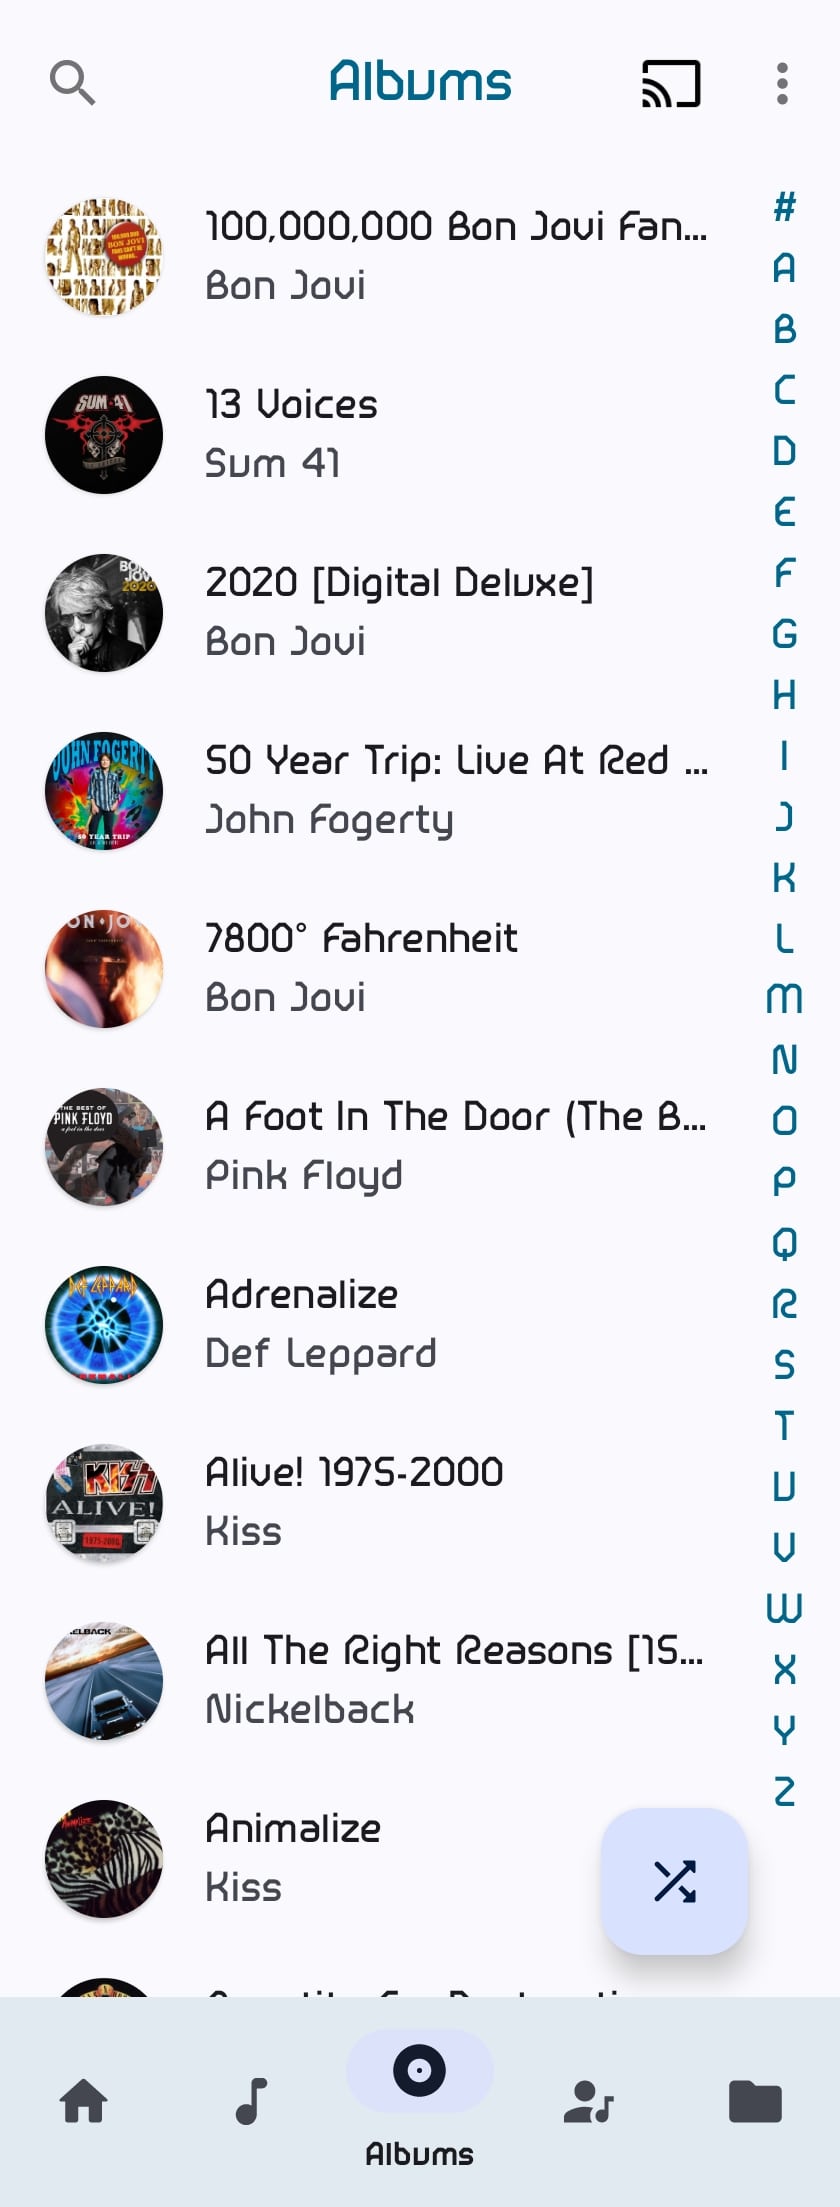 Albums
100,000,000 Bon Jovi Fan...
Bon Jovi
13 Voices
Sum 41
2020 [Digital Deluxe]
Bon Jovi
50 Year Trip: Live At Red ...
John Fogerty
7800° Fahrenheit
Bon Jovi
A Foot In The Door (The B...
Pink Floyd
Adrenalize
Def Leppard
Alive! 1975-2000
Kiss
All The Right Reasons [15...
Nickelback
Animalize
Kiss
#
A
B
C
D
E
F
G
H
I
J
K
L
M
N
O
P
Q
R
S
T
U
V
W
X
Y
Z
Albums